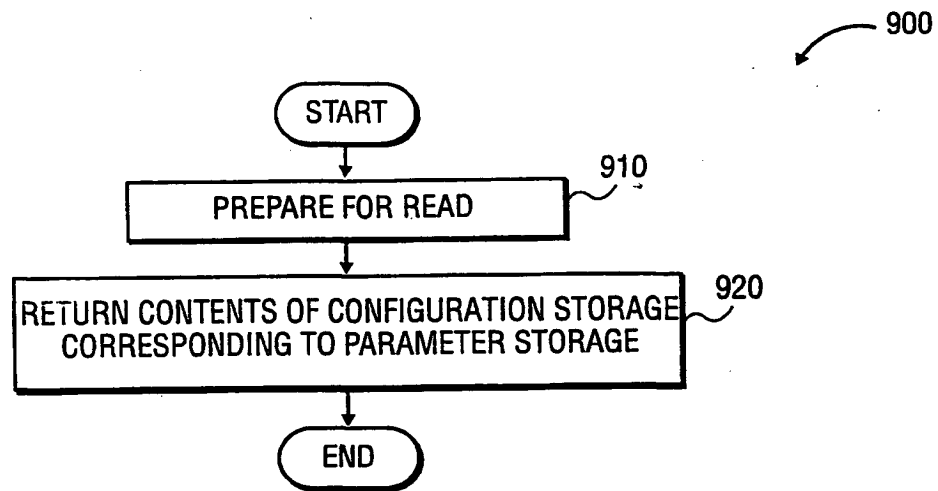 900
START
910
PREPARE FOR READ
920
RETURN CONTENTS OF CONFIGURATION STORAGE
CORRESPONDING TO PARAMETER STORAGE
END